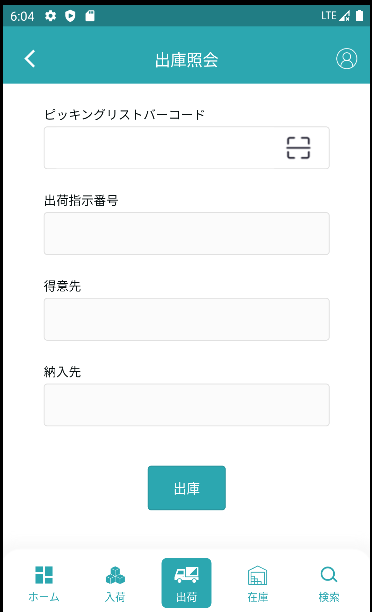 6:04
LTE
出庫照会
ピッキングリストバーコード
出荷指示番号
得意先
納入先
出庫
ホーム
入荷
出荷
在庫
検索